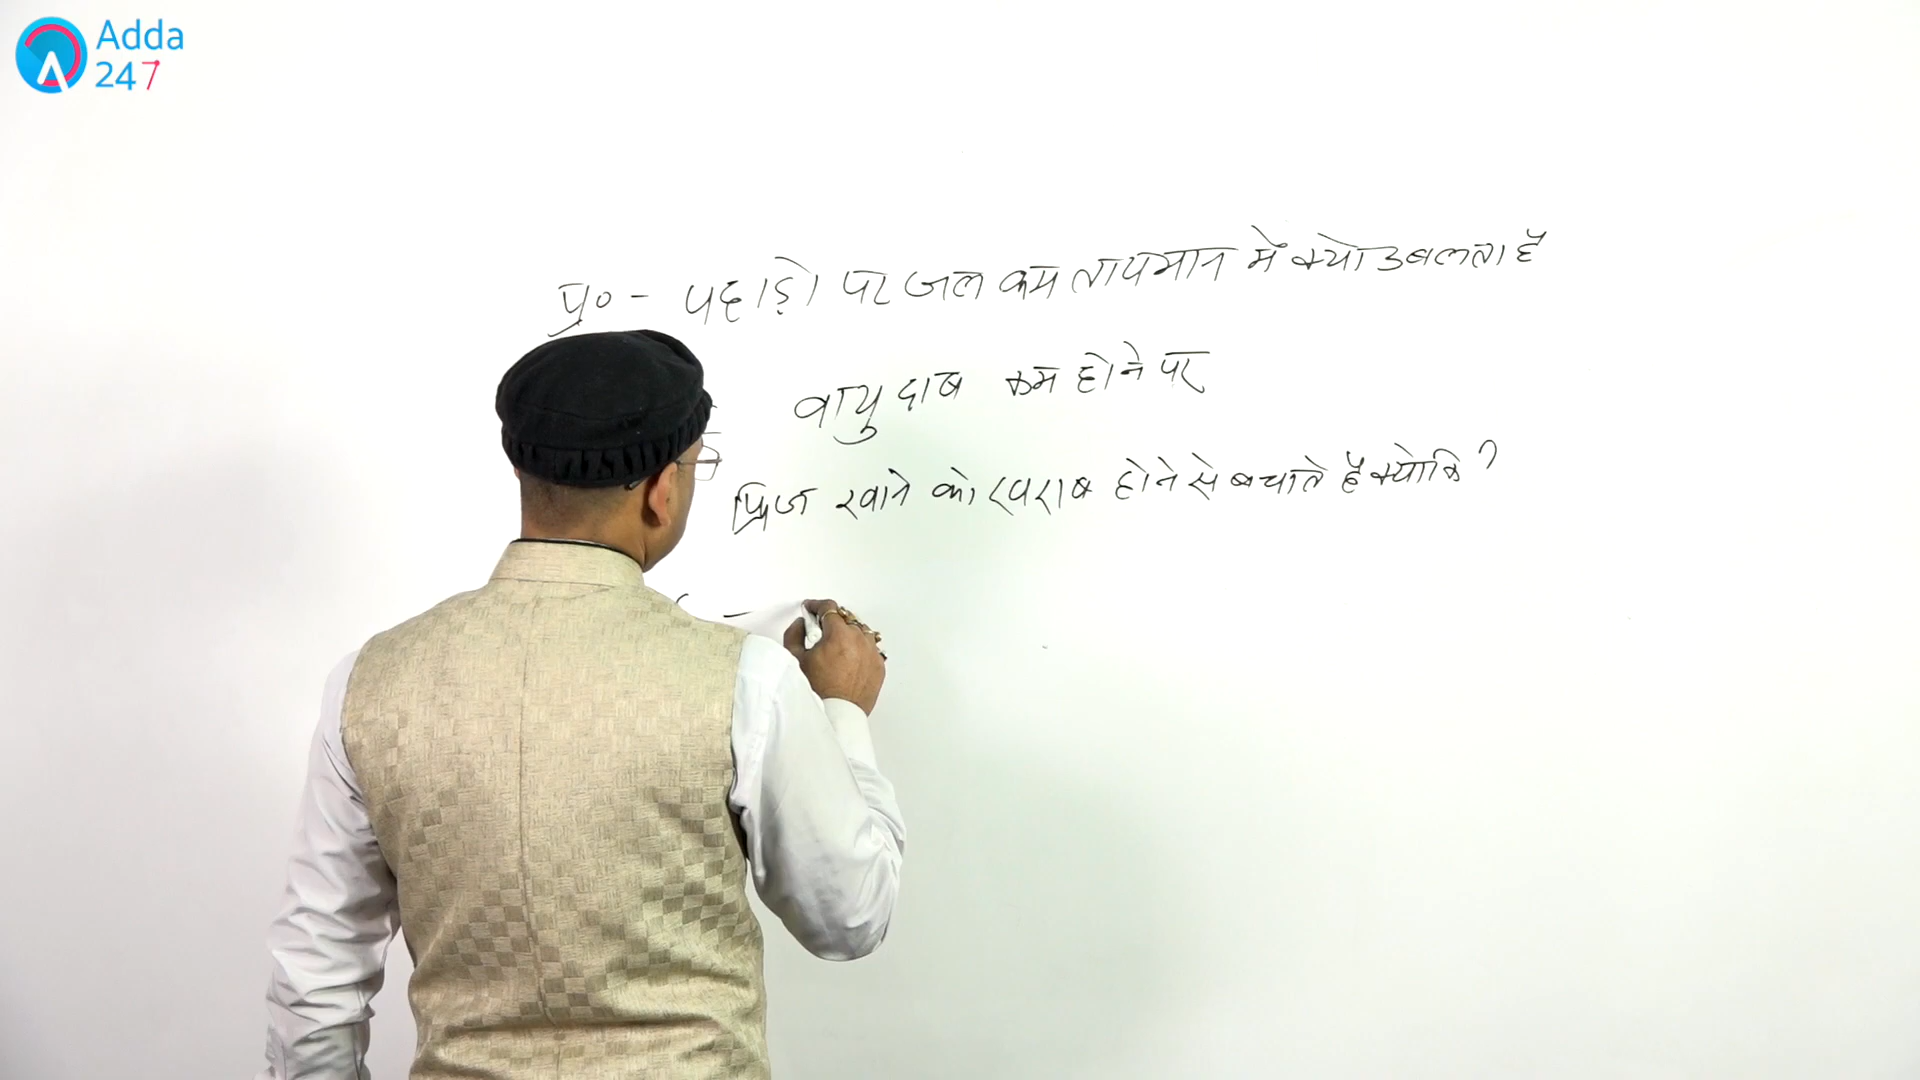 Adda
247
प्र० - पहाड़ो पर जल कम तापमान में क्यो उबलता है
वायु दाब कम होने पर
फ्रिज खाने को खराब होने से बचाते है क्योकि ?